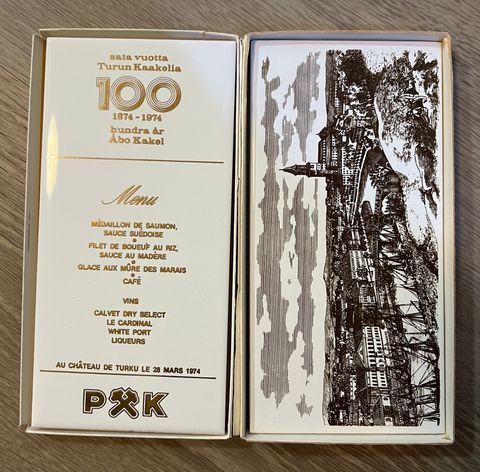 sata vuotta
Turun Kaakelia
100
1874 - 1974
hundra år
Åbo Kakel
Menu
MÉDAILLON DE SAUMON,
SAUCE SUÉDOISE
FILET DE BOUEUF AU RIZ,
SAUCE AU MADÈRE
GLACE AUX MÛRE DES MARAIS
CAFÉ
VINS
CALVET DRY SELECT
LE CARDINAL
WHITE PORT
LIQUEURS
AU CHÂTEAU DE TURKU LE 28 MARS 1974
P K